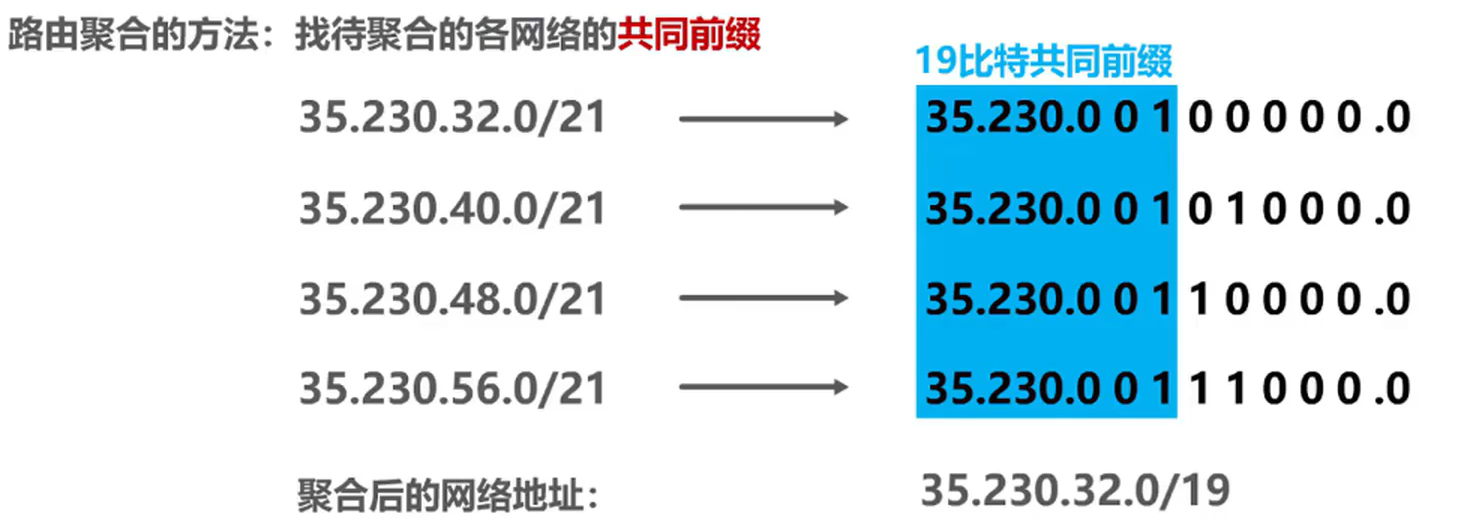 路由聚合的方法：找待聚合的各网络的共同前缀
19比特共同前缀
35.230.32.0/21 35.230.0 0 1 0 0 0 0 0 .0
35.230.40.0/21 35.230.0 0 1 0 1 0 0 0 .0
35.230.48.0/21 35.230.0 0 1 1 0 0 0 0 .0
35.230.56.0/21 35.230.0 0 1 1 1 0 0 0 .0
聚合后的网络地址： 35.230.32.0/19